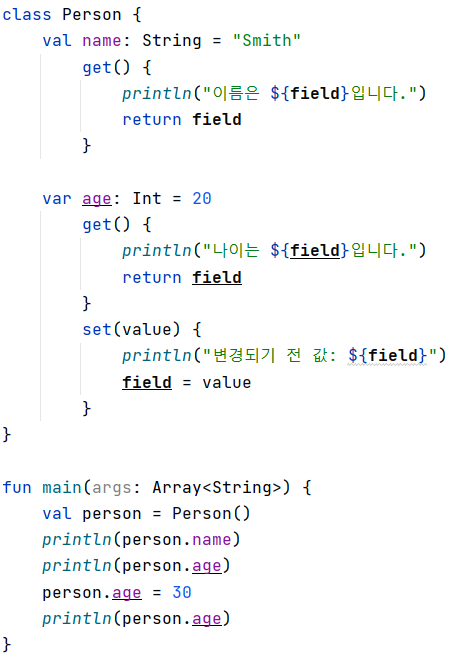 class Person {
    val name: String = "Smith"
        get() {
            println("이름은 ${field}입니다.")
            return field
        }

    var age: Int = 20
        get() {
            println("나이는 ${field}입니다.")
            return field
        }
        set(value) {
            println("변경되기 전 값: ${field}")
            field = value
        }
}

fun main(args: Array<String>) {
    val person = Person()
    println(person.name)
    println(person.age)
    person.age = 30
    println(person.age)
}